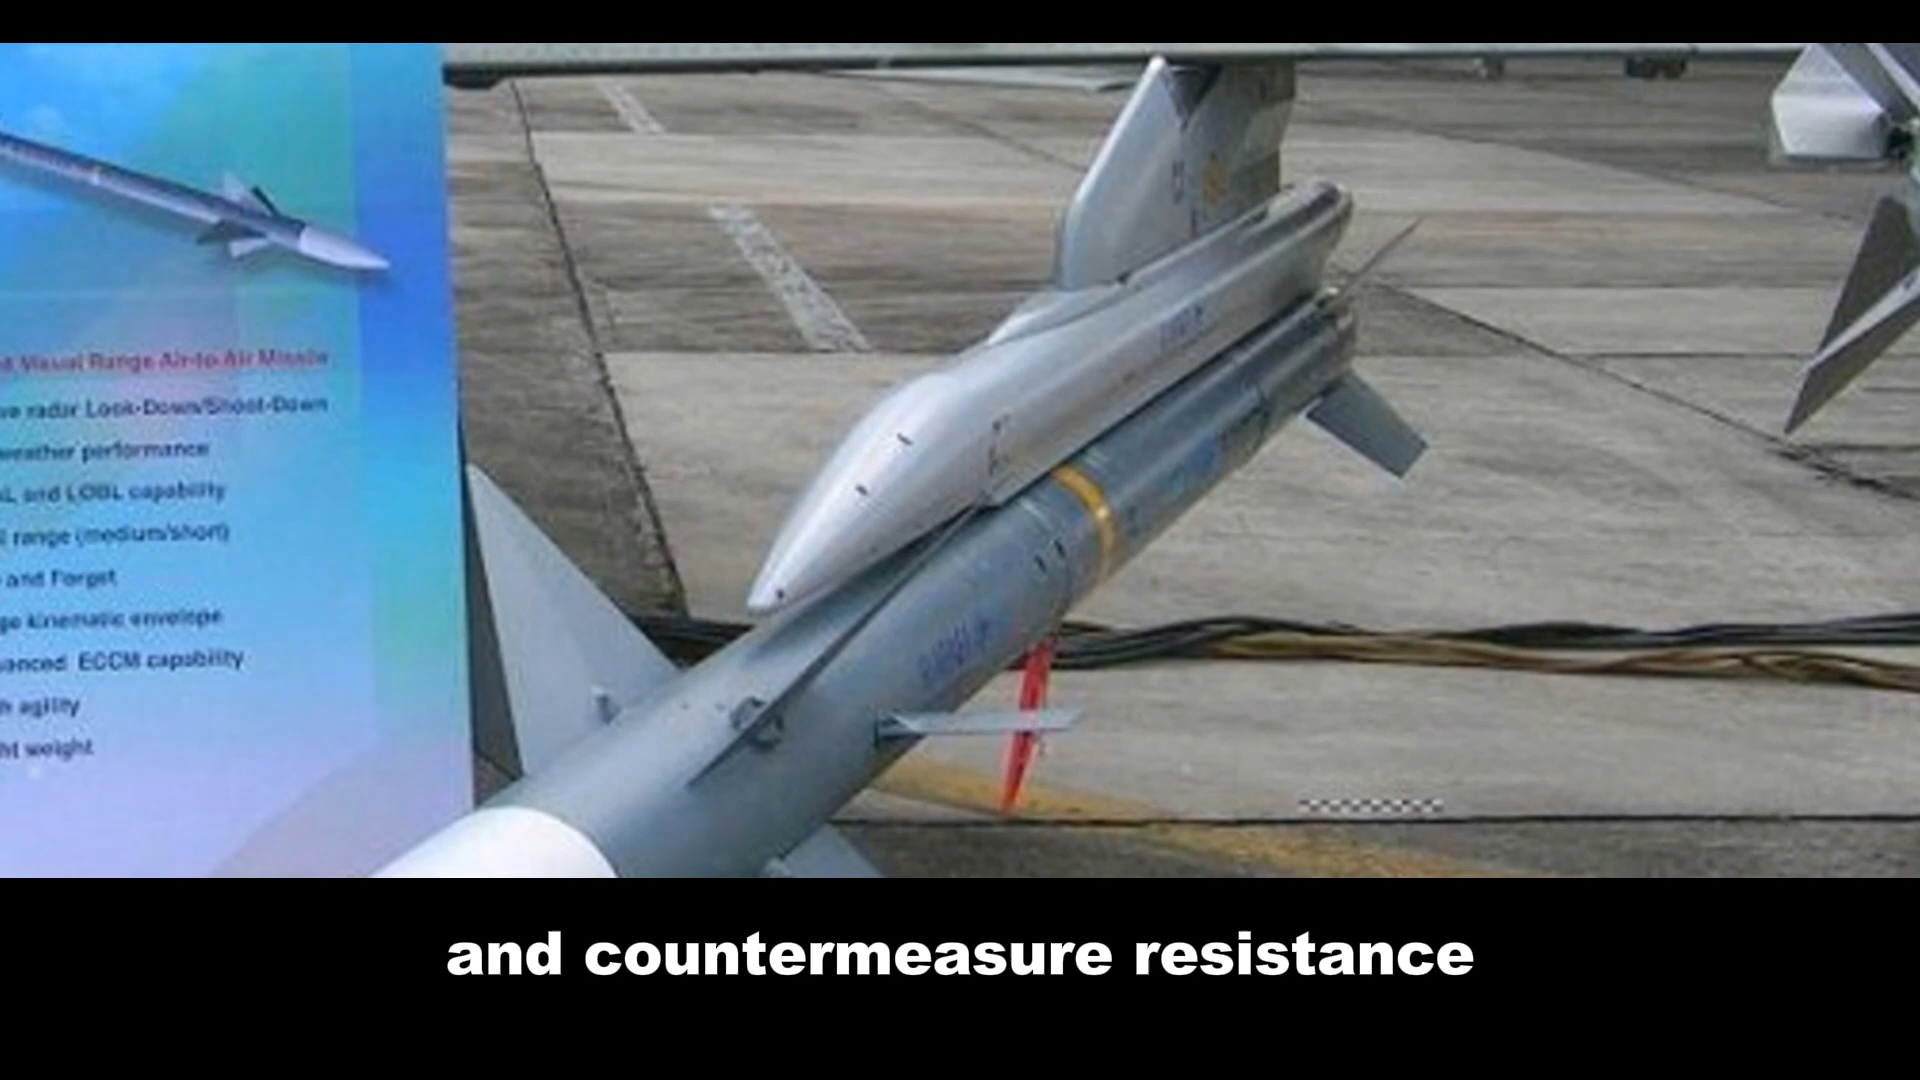 Visual Range Air-to-Air Missile
radar Look-Down/Shoot-Down
weather performance
and LOBL capability
range (medium/short)
and Forget
kinematic envelope
ECCM capability
agility
weight
and countermeasure resistance